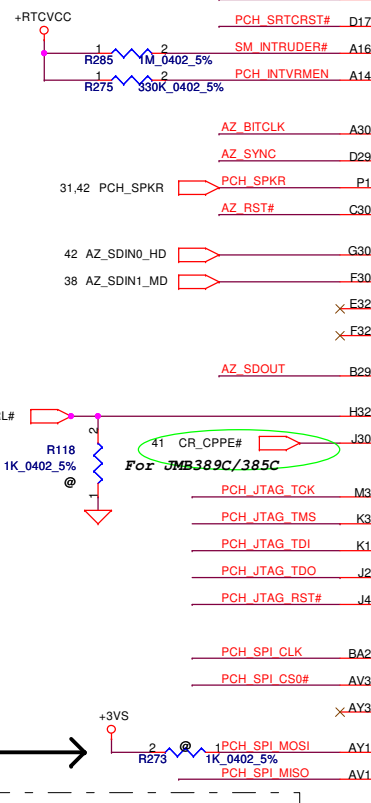 PCH_SRTCRST# D17
+RTCVCC
1 2 SM_INTRUDER# A16
R285 1M_0402_5%
1 2 PCH_INTVRMEN A14
R275 330K_0402_5%
AZ_BITCLK A30
AZ_SYNC D29
31,42 PCH_SPKR PCH_SPKR P1
AZ_RST# C30
42 AZ_SDIN0_HD G30
38 AZ_SDIN1_MD F30
E32
F32
AZ_SDOUT B29
L# H32
2 41 CR_CPPE# J30
R118
1K_0402_5% For JMB389C/385C
@
1
PCH_JTAG_TCK M3
PCH_JTAG_TMS K3
PCH_JTAG_TDI K1
PCH_JTAG_TDO J2
PCH_JTAG_RST# J4
PCH_SPI_CLK BA2
PCH_SPI_CS0# AV3
AY3
+3VS
2 @ 1 PCH_SPI_MOSI AY1
R273 1K_0402_5%
PCH_SPI_MISO AV1